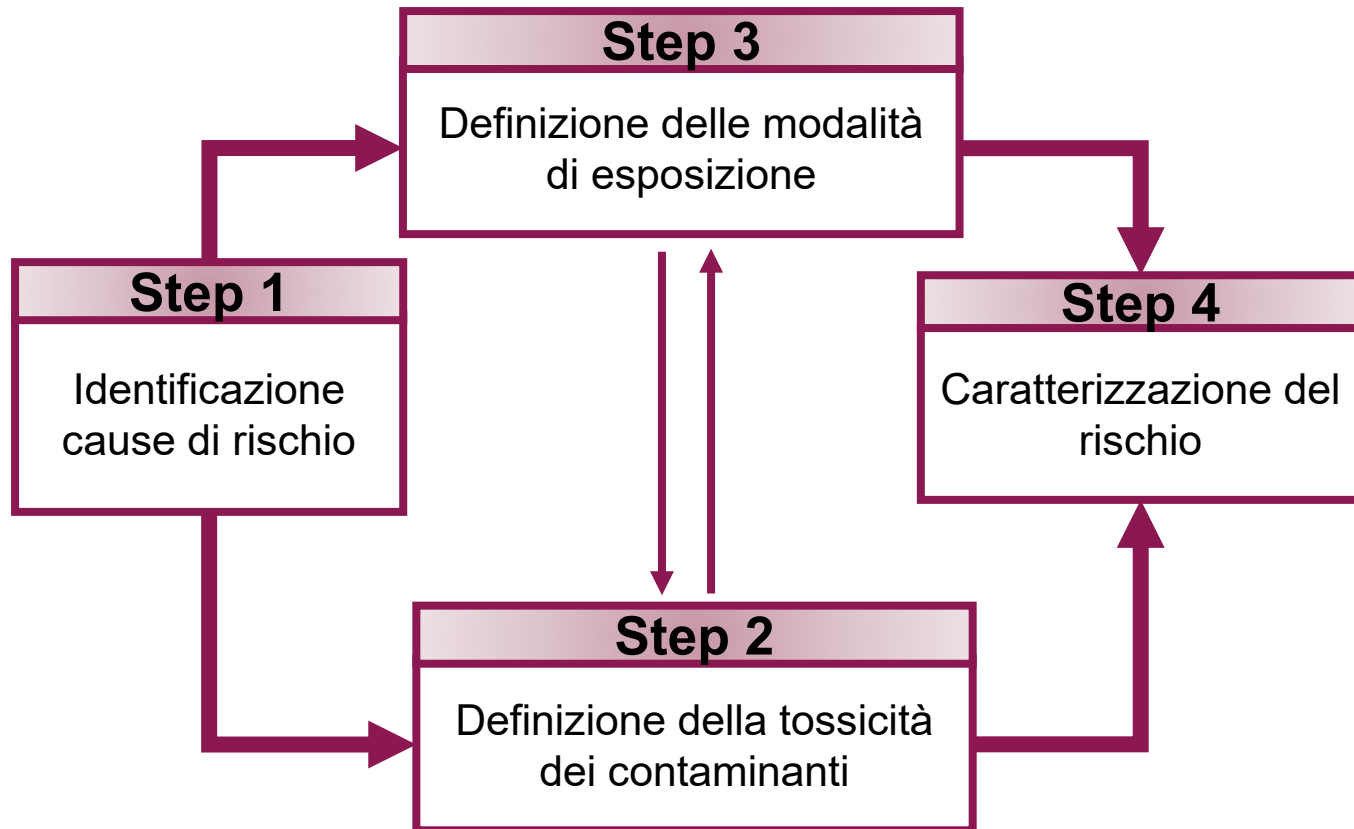 Step 3
Definizione delle modalità
di esposizione
Step 1
Identificazione
cause di rischio
Step 4
Caratterizzazione del
rischio
Step 2
Definizione della tossicità
dei contaminanti